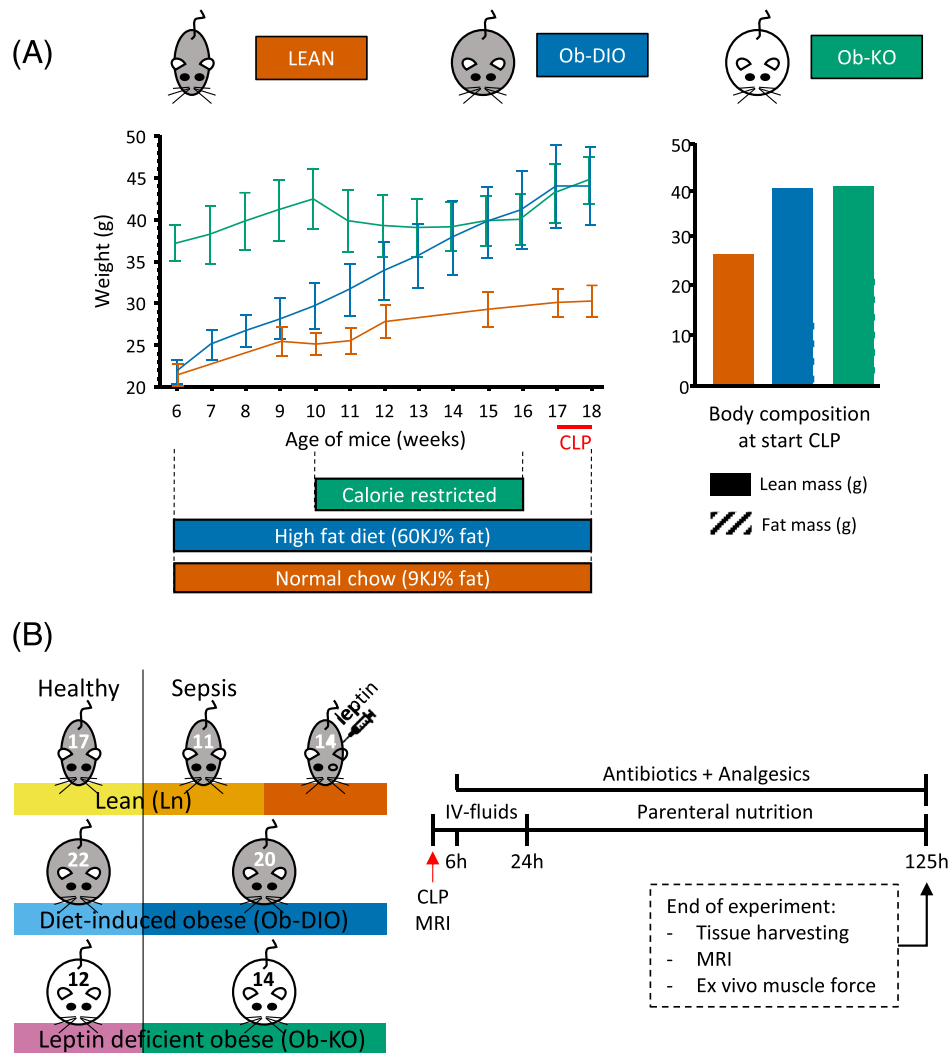 (A)
LEAN
Ob-DIO
Ob-KO
Weight (g)
50
45
40
35
30
25
20
6 7 8 9 10 11 12 13 14 15 16 17 18
Age of mice (weeks)
CLP
Calorie restricted
High fat diet (60KJ% fat)
Normal chow (9KJ% fat)
50
40
30
20
10
0
Body composition
at start CLP
Lean mass (g)
Fat mass (g)
(B)
Healthy
Sepsis
leptin
17
11
14
Lean (Ln)
22
20
Diet-induced obese (Ob-DIO)
12
14
Leptin deficient obese (Ob-KO)
Antibiotics + Analgesics
IV-fluids
Parenteral nutrition
6h
24h
125h
CLP
MRI
End of experiment:
- Tissue harvesting
- MRI
- Ex vivo muscle force